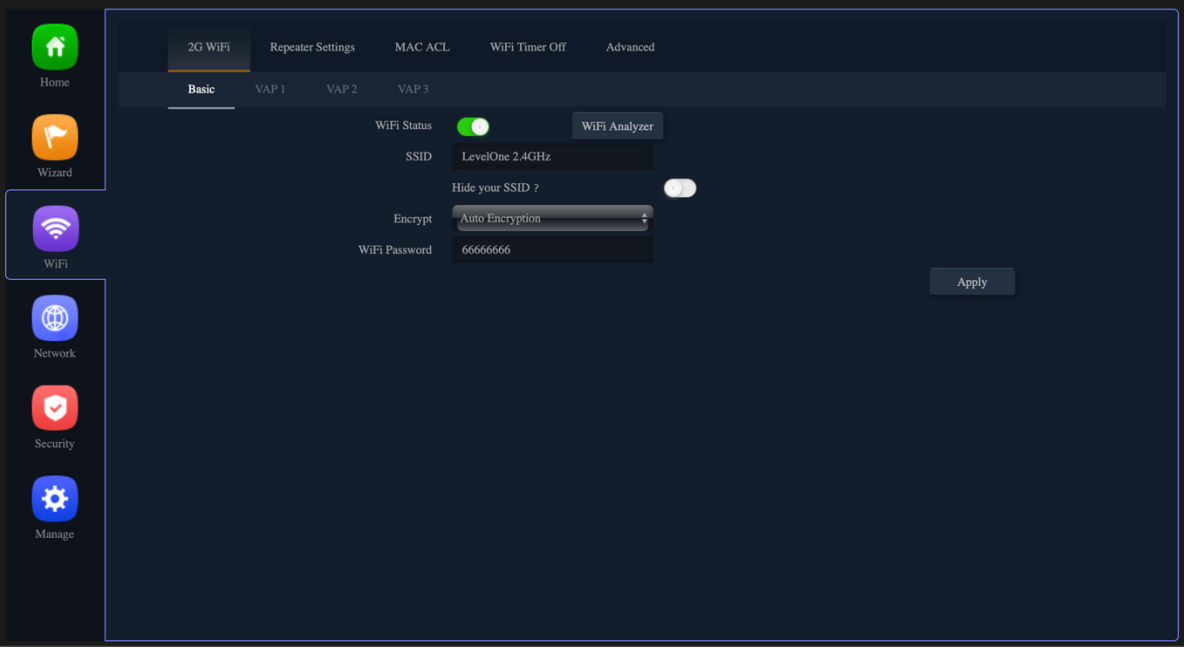 Home
Wizard
WiFi
Network
Security
Manage
2G WiFi Repeater Settings MAC ACL WiFi Timer Off Advanced
Basic VAP 1 VAP 2 VAP 3
WiFi Status WiFi Analyzer
SSID LevelOne 2.4GHz
Hide your SSID ?
Encrypt Auto Encryption
WiFi Password 66666666
Apply